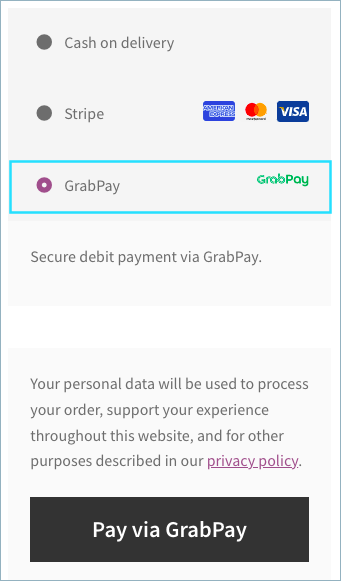 Cash on delivery
Stripe AMERICAN EXPRESS mastercard VISA
GrabPay GrabPay
Secure debit payment via GrabPay.
Your personal data will be used to process
your order, support your experience
throughout this website, and for other
purposes described in our privacy policy.
Pay via GrabPay